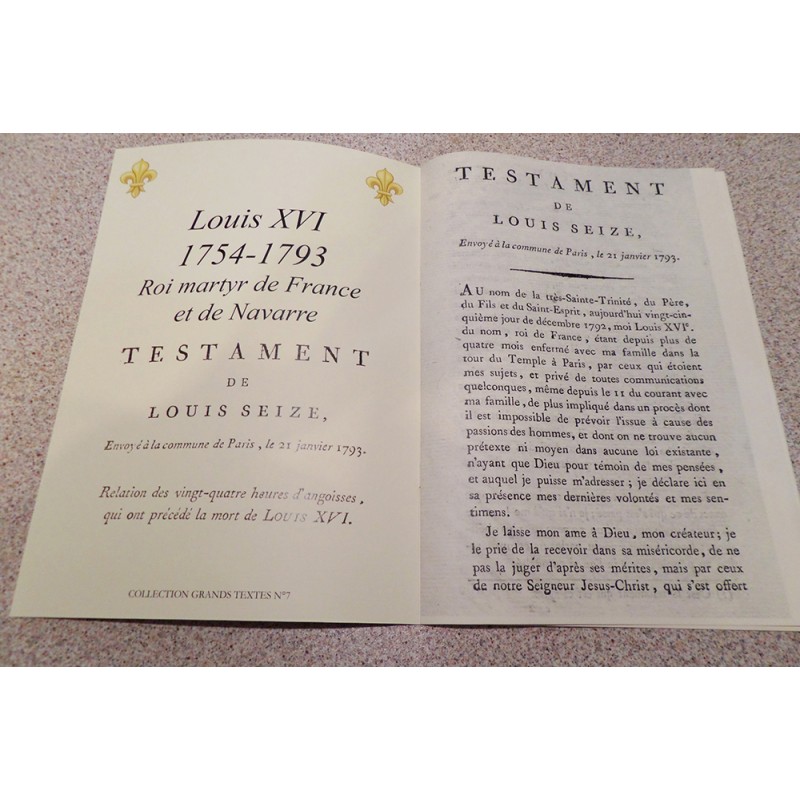 Louis XVI
1754-1793
Roi martyr de France
et de Navarre
TESTAMENT
DE
LOUIS SEIZE,
Envoyé à la commune de Paris, le 21 janvier 1793.
Relation des vingt-quatre heures d'angoisses,
qui ont précédé la mort de LOUIS XVI.
COLLECTION GRANDS TEXTES N°7
TESTAMENT
DE
LOUIS SEIZE,
Envoyé à la commune de Paris, le 21 janvier 1793.
AU nom de la très-Sainte-Trinité, du Père,
du Fils et du Saint-Esprit, aujourd'hui vingt-cin-
quième jour de décembre 1792, moi Louis XVIe.
du nom, roi de France, étant depuis plus de
quatre mois enfermé avec ma famille dans la
tour du Temple à Paris, par ceux qui étoient
mes sujets, et privé de toutes communications
quelconques, même depuis le 11 du courant avec
ma famille, de plus impliqué dans un procès dont
il est impossible de prévoir l'issue à cause des
passions des hommes, et dont on ne trouve aucun
prétexte ni moyen dans aucune loi existante,
n'ayant que Dieu pour témoin de mes pensées,
et auquel je puisse m'adresser; je déclare ici en
sa présence mes dernières volontés et mes sen-
timens.
Je laisse mon ame à Dieu, mon créateur; je
le prie de la recevoir dans sa miséricorde, de ne
pas la juger d'après ses mérites, mais par ceux
de notre Seigneur Jesus-Christ, qui s'est offert